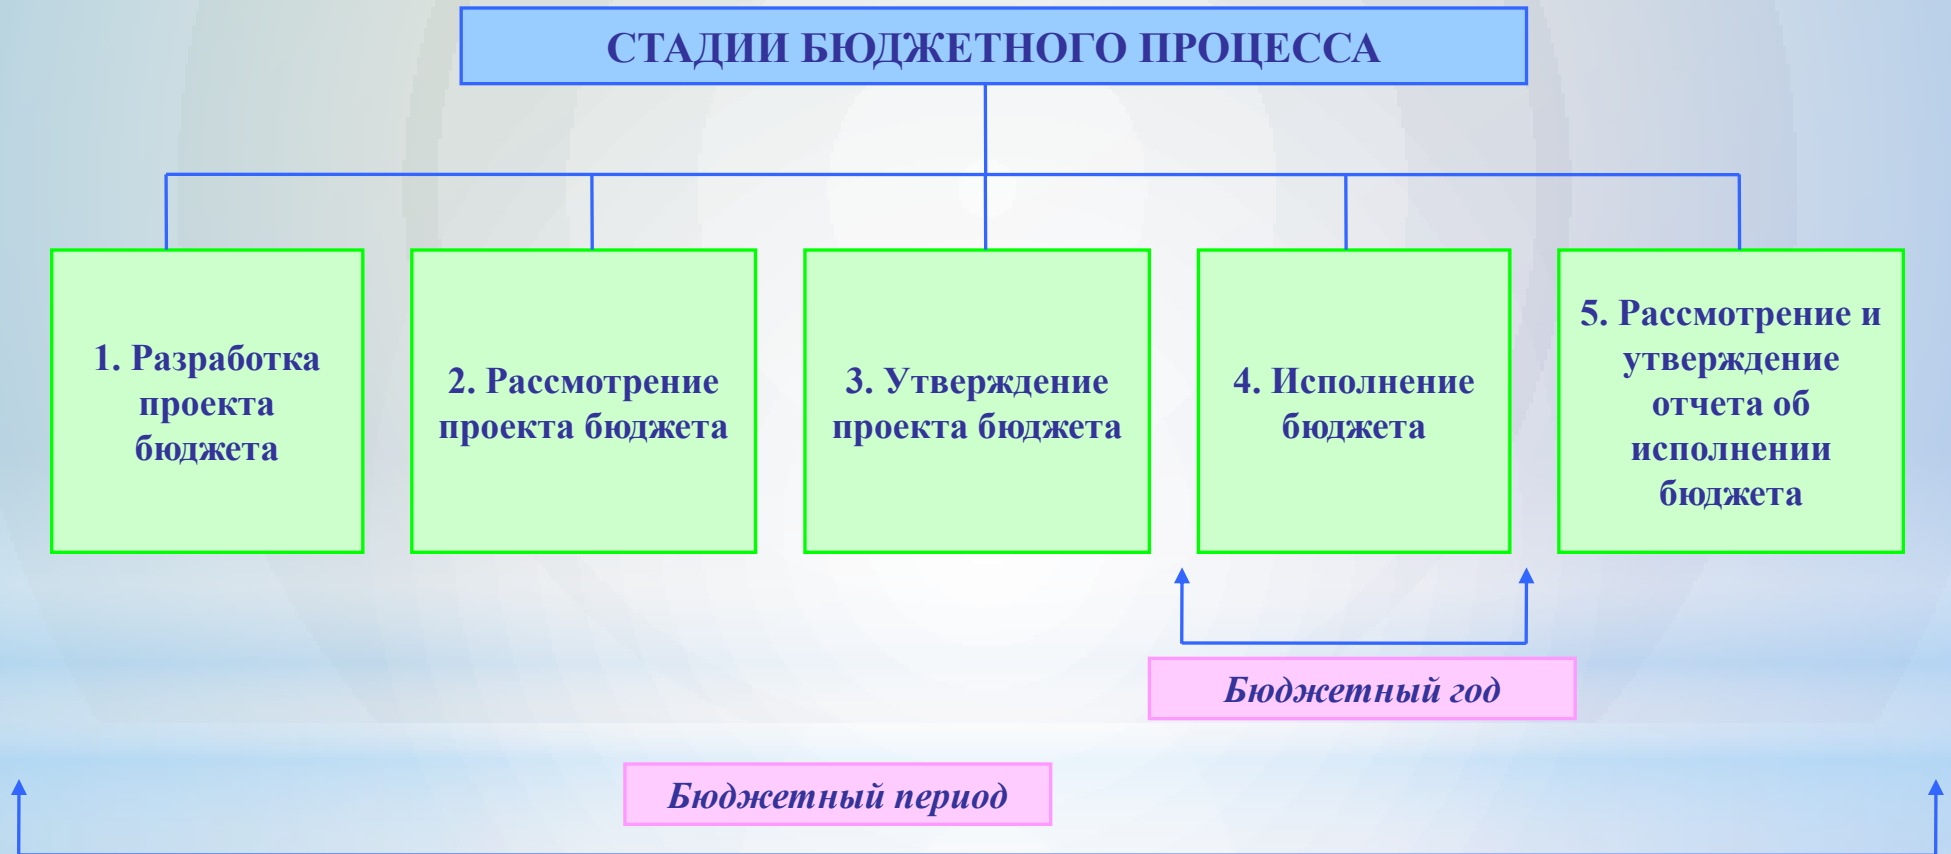 СТАДИИ БЮДЖЕТНОГО ПРОЦЕССА
1. Разработка
проекта
бюджета
2. Рассмотрение
проекта бюджета
3. Утверждение
проекта бюджета
4. Исполнение
бюджета
5. Рассмотрение и
утверждение
отчета об
исполнении
бюджета
Бюджетный год
Бюджетный период